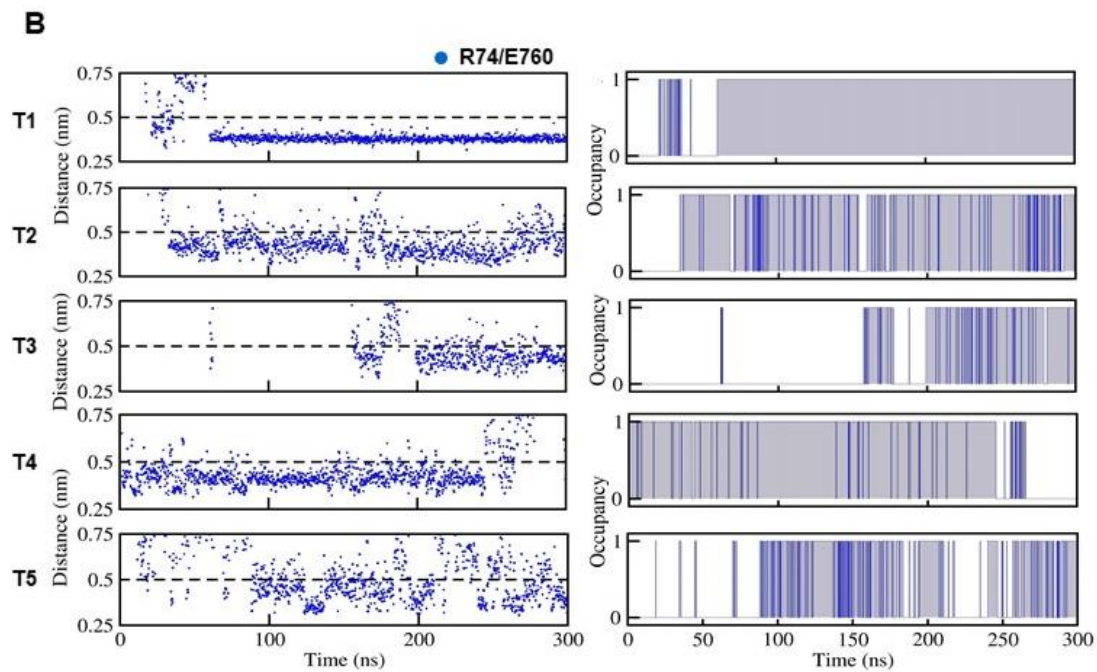 B
R74/E760
T1
Distance (nm)
0.75
0.5
0.25
Occupancy
1
0
T2
Distance (nm)
0.75
0.5
0.25
Occupancy
1
0
T3
Distance (nm)
0.75
0.5
0.25
Occupancy
1
0
T4
Distance (nm)
0.75
0.5
0.25
Occupancy
1
0
T5
Distance (nm)
0.75
0.5
0.25
Occupancy
1
0
0 100 200 300
Time (ns)
0 50 100 150 200 250 300
Time (ns)